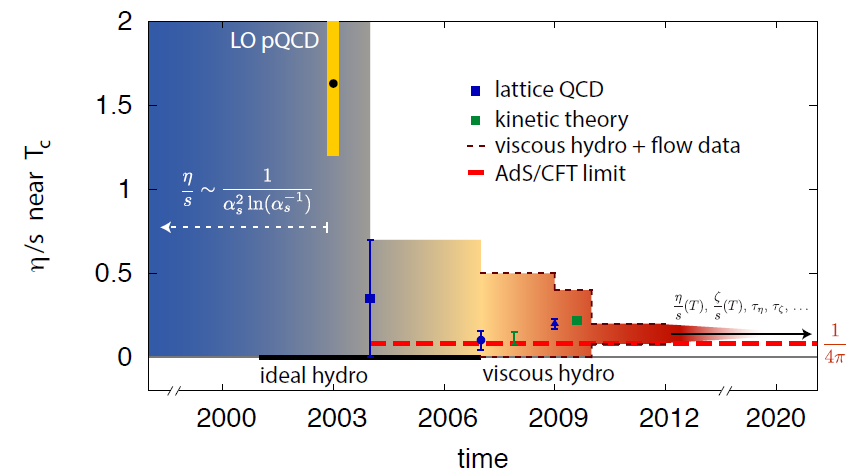 2
LO pQCD
lattice QCD
kinetic theory
viscous hydro + flow data
AdS/CFT limit
1.5
η/s near T_c
1
η/s ~ 1/(α_s^2 ln(α_s^{-1}))
0.5
η/s(T), ζ/s(T), τ_η, τ_ζ, …
1/4π
0
ideal hydro
viscous hydro
2000
2003
2006
2009
2012
2020
time